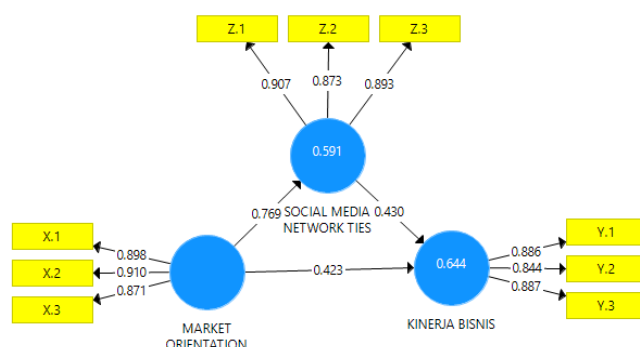 Z.1
Z.2
Z.3
0.907
0.873
0.893
0.591
0.769
SOCIAL MEDIA
NETWORK TIES
0.430
X.1
X.2
X.3
0.898
0.910
0.871
MARKET
ORIENTATION
0.423
0.644
KINERJA BISNIS
0.886
0.844
0.887
Y.1
Y.2
Y.3